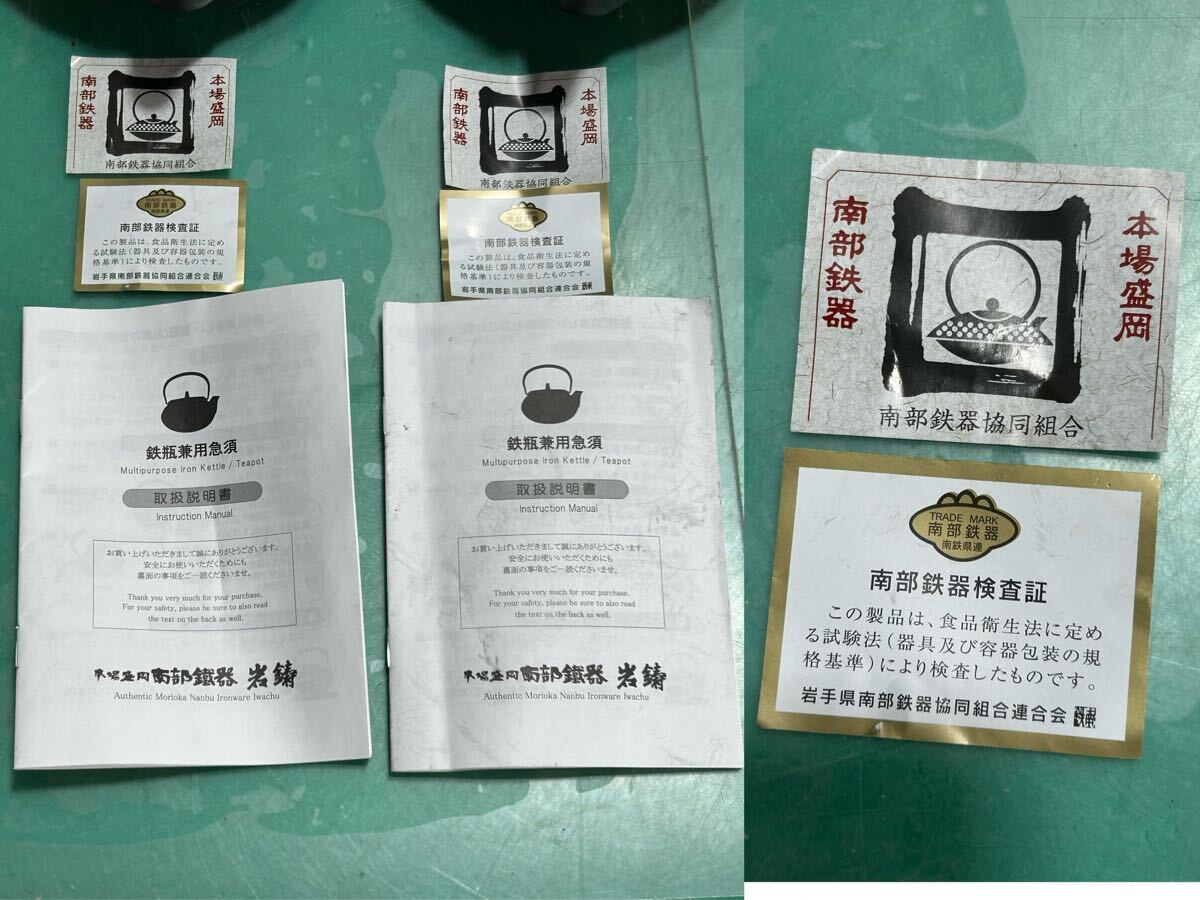 本場盛岡
南部鉄器
南部鉄器協同組合
TRADE MARK
南部鉄器
南鉄県連
南部鉄器検査証
この製品は、食品衛生法に定め
る試験法(器具及び容器包装の規
格基準)により検査したものです。
岩手県南部鉄器協同組合連合会
鉄瓶兼用急須
Multipurpose Iron Kettle / Teapot
取扱説明書
Instruction Manual
お買い上げいただきまして誠にありがとうございます。
安全にお使いいただくためにも
裏面の事項をご一読くださいませ。
Thank you very much for your purchase.
For your safety, please be sure to also read
the text on the back as well.
本場盛岡南部鐵器 岩鋳
Authentic Morioka Nanbu Ironware Iwachu
本場盛岡
南部鉄器
南部鉄器協同組合
南部鉄器検査証
この製品は、食品衛生法に定め
る試験法(器具及び容器包装の規
格基準)により検査したものです。
岩手県南部鉄器協同組合連合会
鉄瓶兼用急須
Multipurpose Iron Kettle / Teapot
取扱説明書
Instruction Manual
お買い上げいただきまして誠にありがとうございます。
安全にお使いいただくためにも
裏面の事項をご一読くださいませ。
Thank you very much for your purchase.
For your safety, please be sure to also read
the text on the back as well.
本場盛岡南部鐵器 岩鋳
Authentic Morioka Nanbu Ironware Iwachu
本場盛岡
南部鉄器
南部鉄器協同組合
TRADE MARK
南部鉄器
南鉄県連
南部鉄器検査証
この製品は、食品衛生法に定め
る試験法(器具及び容器包装の規
格基準)により検査したものです。
岩手県南部鉄器協同組合連合会